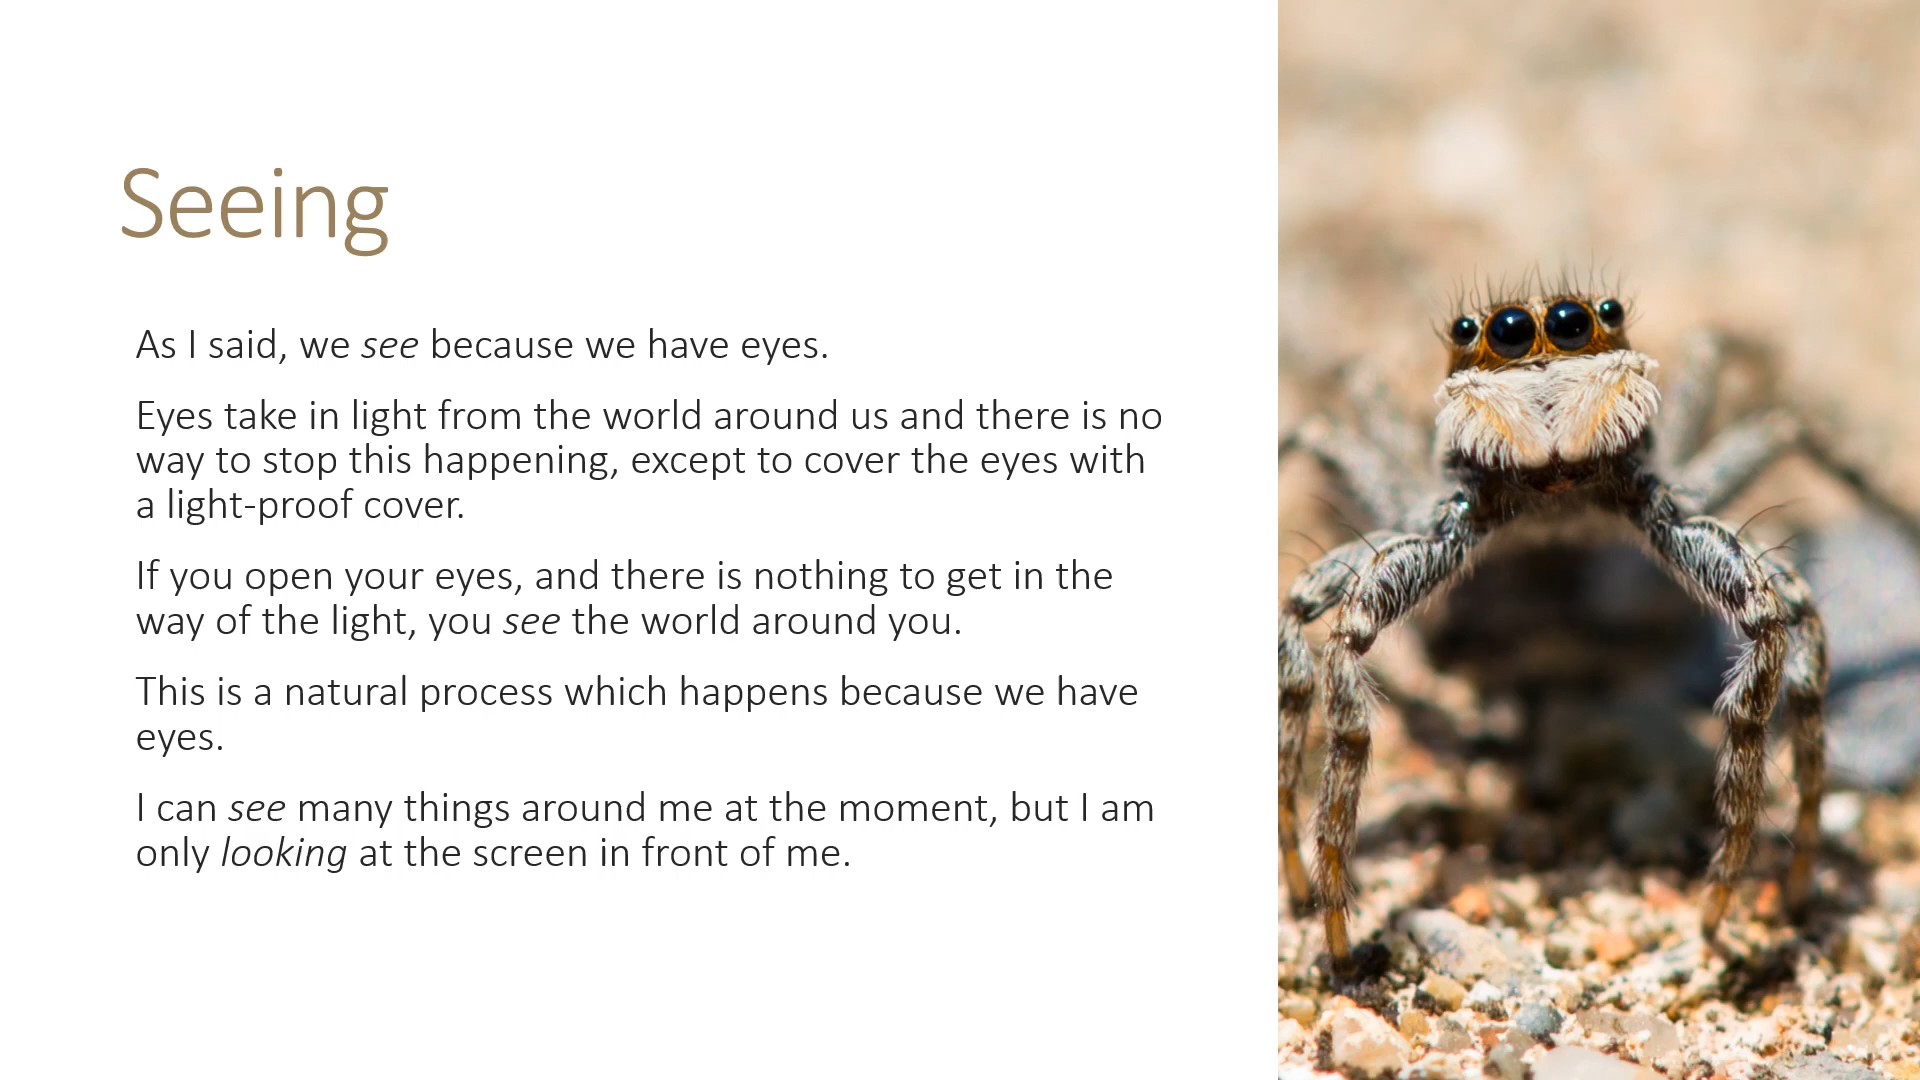 Seeing
As I said, we see because we have eyes.
Eyes take in light from the world around us and there is no
way to stop this happening, except to cover the eyes with
a light-proof cover.
If you open your eyes, and there is nothing to get in the
way of the light, you see the world around you.
This is a natural process which happens because we have
eyes.
I can see many things around me at the moment, but I am
only looking at the screen in front of me.